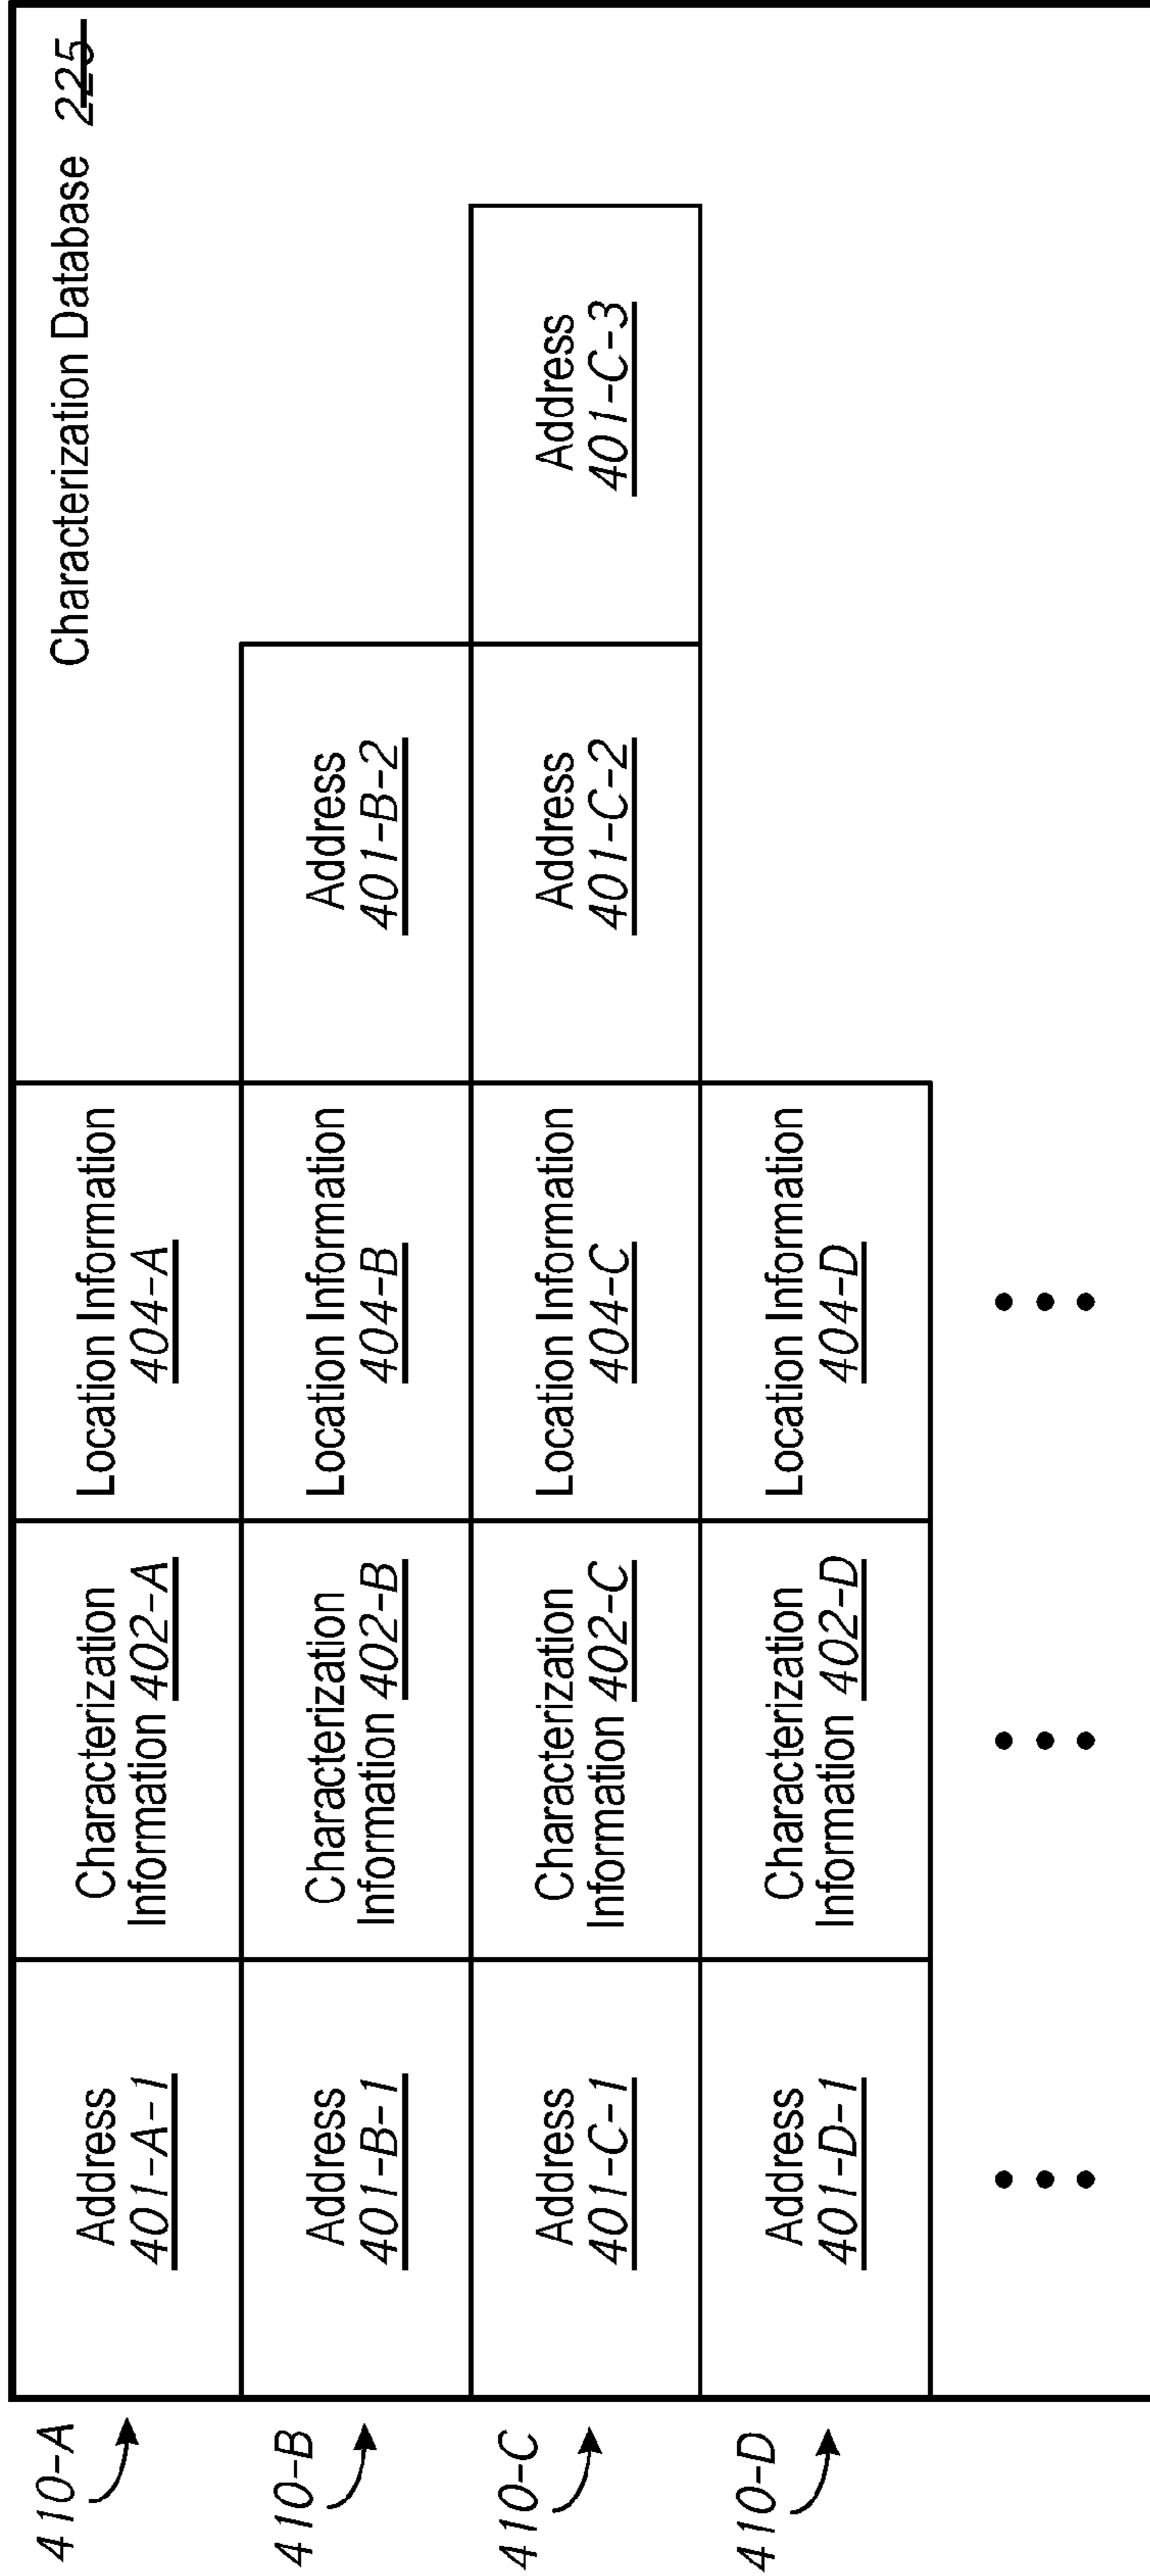 Characterization Database 225
410-A
Address
401-A-1
Characterization
Information 402-A
Location Information
404-A
410-B
Address
401-B-1
Characterization
Information 402-B
Location Information
404-B
Address
401-B-2
410-C
Address
401-C-1
Characterization
Information 402-C
Location Information
404-C
Address
401-C-2
Address
401-C-3
410-D
Address
401-D-1
Characterization
Information 402-D
Location Information
404-D